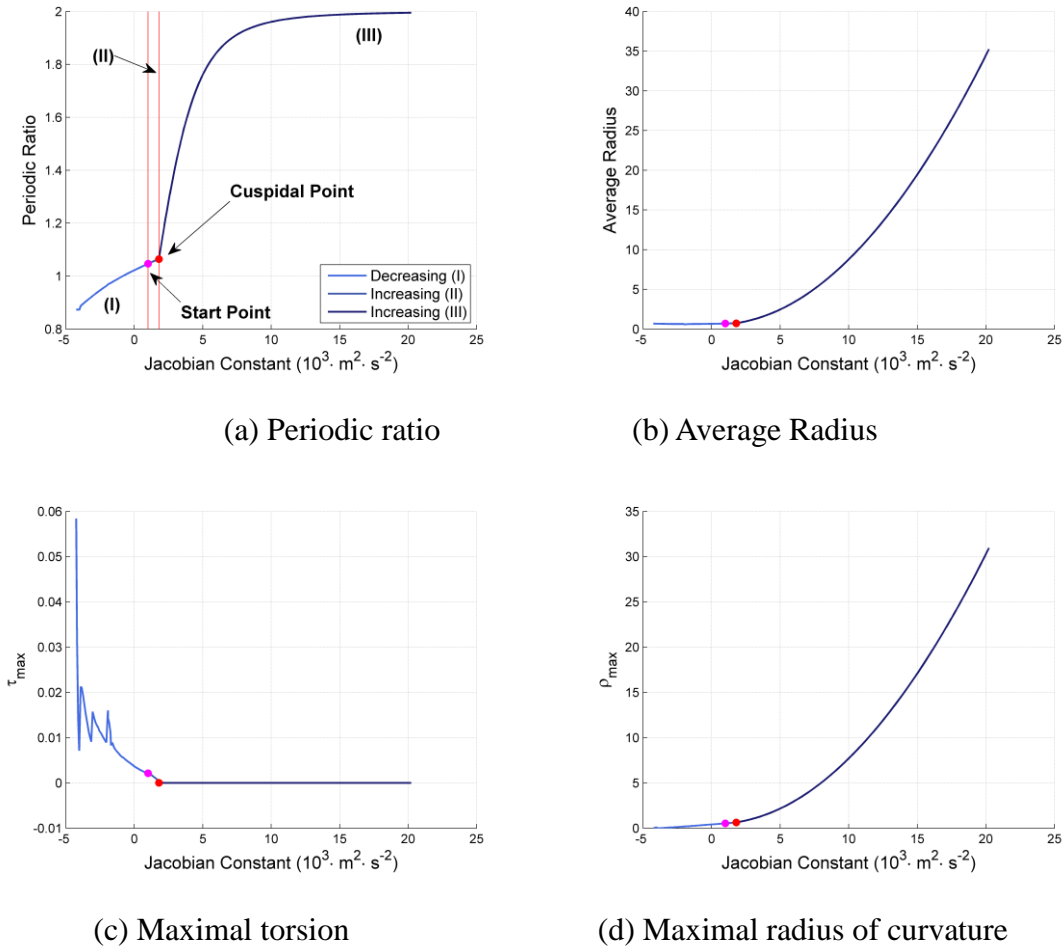 2
1.8
1.6
1.4
1.2
1
0.8
-5 0 5 10 15 20 25
Periodic Ratio
Jacobian Constant (10³· m²· s⁻²)
(II)
(III)
Cuspidal Point
(I)
Start Point
Decreasing (I)
Increasing (II)
Increasing (III)
40
35
30
25
20
15
10
5
0
-5 0 5 10 15 20 25
Average Radius
Jacobian Constant (10³· m²· s⁻²)
(a) Periodic ratio
(b) Average Radius
0.06
0.05
0.04
0.03
0.02
0.01
0
-0.01
-5 0 5 10 15 20 25
τmax
Jacobian Constant (10³· m²· s⁻²)
35
30
25
20
15
10
5
0
-5 0 5 10 15 20 25
ρmax
Jacobian Constant (10³· m²· s⁻²)
(c) Maximal torsion
(d) Maximal radius of curvature